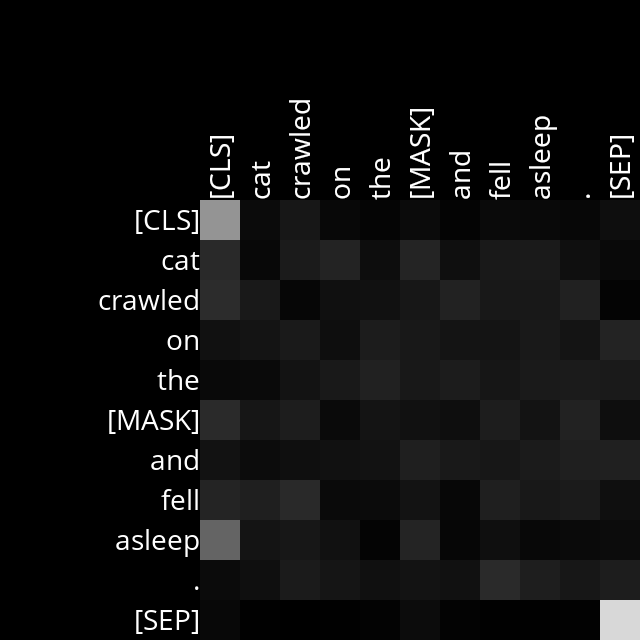 [CLS] cat crawled on the [MASK] and fell asleep . [SEP]
[CLS]
cat
crawled
on
the
[MASK]
and
fell
asleep
.
[SEP]